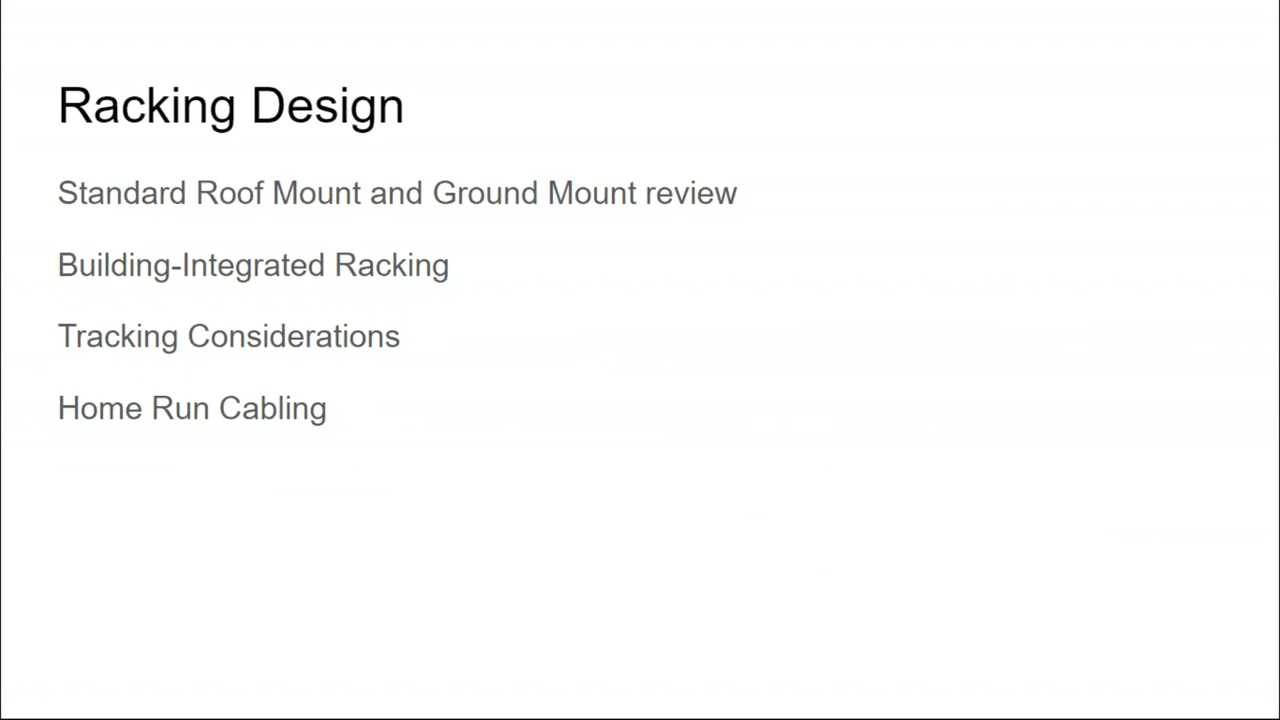 Racking Design
Standard Roof Mount and Ground Mount review
Building-Integrated Racking
Tracking Considerations
Home Run Cabling